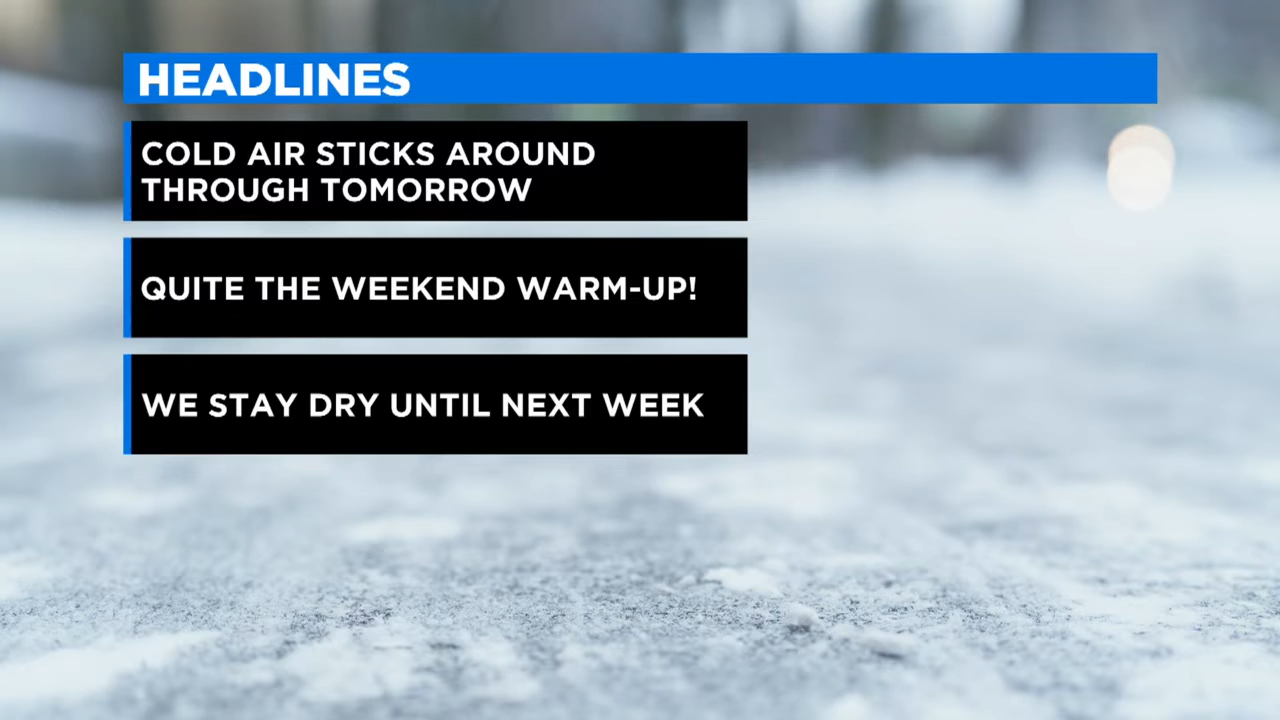 HEADLINES
COLD AIR STICKS AROUND
THROUGH TOMORROW
QUITE THE WEEKEND WARM-UP!
WE STAY DRY UNTIL NEXT WEEK